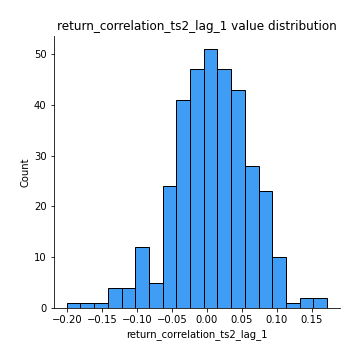 return_correlation_ts2_lag_1 value distribution
50
40
30
20
10
0
Count
−0.20 −0.15 −0.10 −0.05 0.00 0.05 0.10 0.15
return_correlation_ts2_lag_1